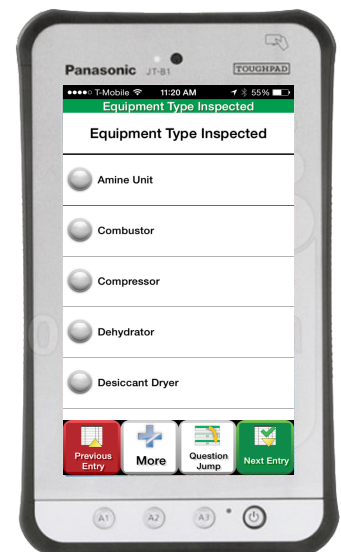 Panasonic JT-B1 TOUGHPAD
T-Mobile 11:20 AM 55%
Equipment Type Inspected
Equipment Type Inspected
Amine Unit
Combustor
Compressor
Dehydrator
Desiccant Dryer
Previous
Entry
More
Question
Jump
Next Entry
A1 A2 A3